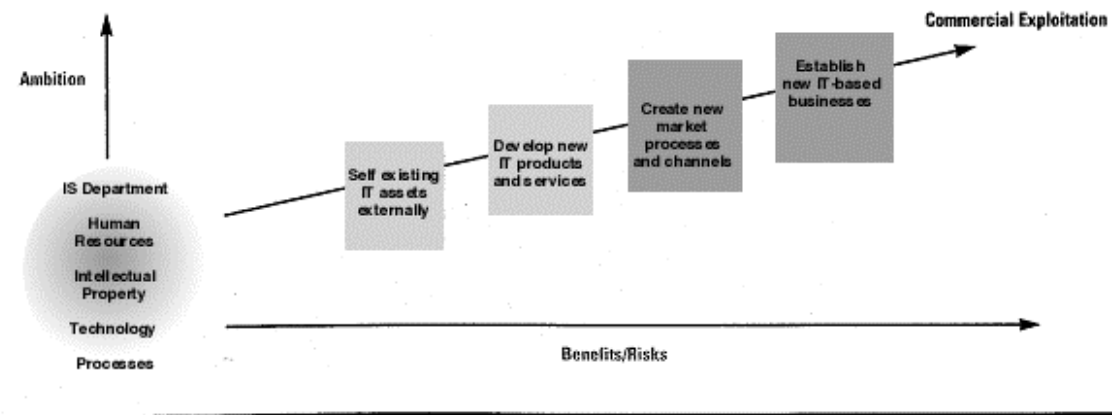 Commercial Exploitation
Ambition
Establish
new IT-based
businesses
Create new
market
processes
and channels
Develop new
IT products
and services
Self existing
IT assets
externally
IS Department
Human
Resources
Intellectual
Property
Technology
Processes
Benefits/Risks